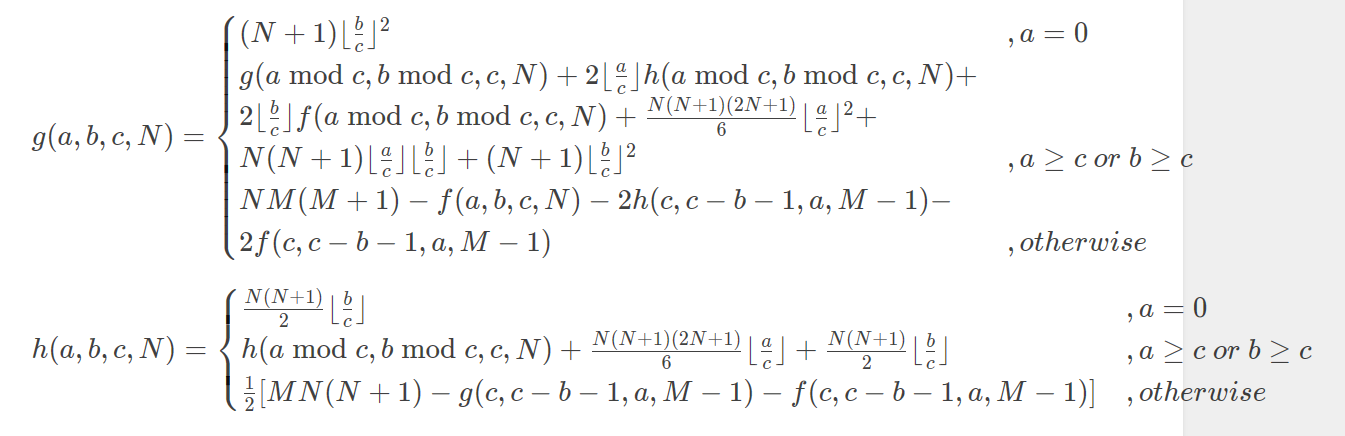 (N + 1)⌊b/c⌋² , a = 0
g(a mod c, b mod c, c, N) + 2⌊a/c⌋h(a mod c, b mod c, c, N)+
2⌊b/c⌋f(a mod c, b mod c, c, N) + N(N+1)(2N+1)/6 ⌊a/c⌋²+
g(a, b, c, N) = {
N(N + 1)⌊a/c⌋⌊b/c⌋ + (N + 1)⌊b/c⌋² , a ≥ c or b ≥ c
NM(M + 1) − f(a, b, c, N) − 2h(c, c − b − 1, a, M − 1)−
2f(c, c − b − 1, a, M − 1) , otherwise
N(N+1)/2 ⌊b/c⌋ , a = 0
h(a, b, c, N) = { h(a mod c, b mod c, c, N) + N(N+1)(2N+1)/6 ⌊a/c⌋ + N(N+1)/2 ⌊b/c⌋ , a ≥ c or b ≥ c
1/2[MN(N + 1) − g(c, c − b − 1, a, M − 1) − f(c, c − b − 1, a, M − 1)] , otherwise